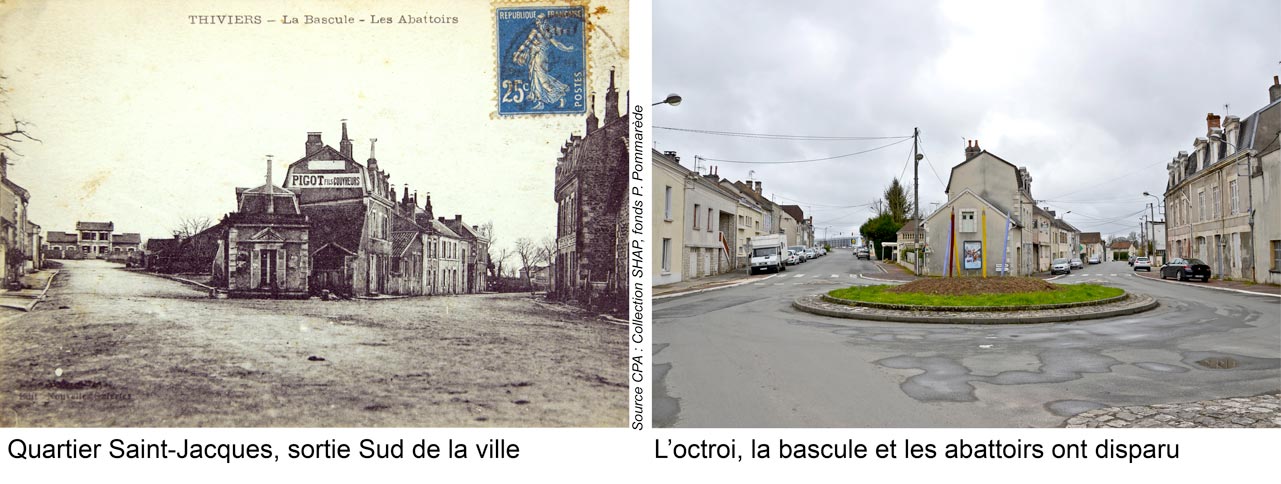 THIVIERS – La Bascule - Les Abattoirs
REPUBLIQUE FRANÇAISE
25c
POSTES
PIGOT FILS COUVREURS
Source CPA : Collection SHAP, fonds P. Pommarède
Quartier Saint-Jacques, sortie Sud de la ville
L’octroi, la bascule et les abattoirs ont disparu